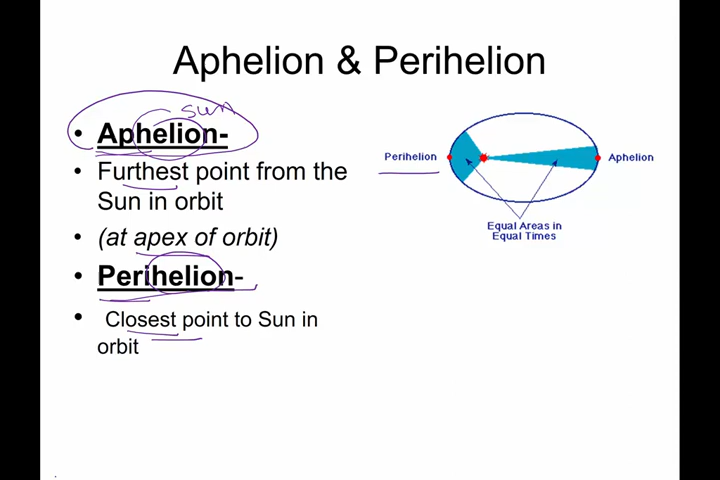 Aphelion & Perihelion
sun
• Aphelion-
• Furthest point from the
Sun in orbit
• (at apex of orbit)
• Perihelion-
• Closest point to Sun in
orbit
Perihelion
Aphelion
Equal Areas in
Equal Times